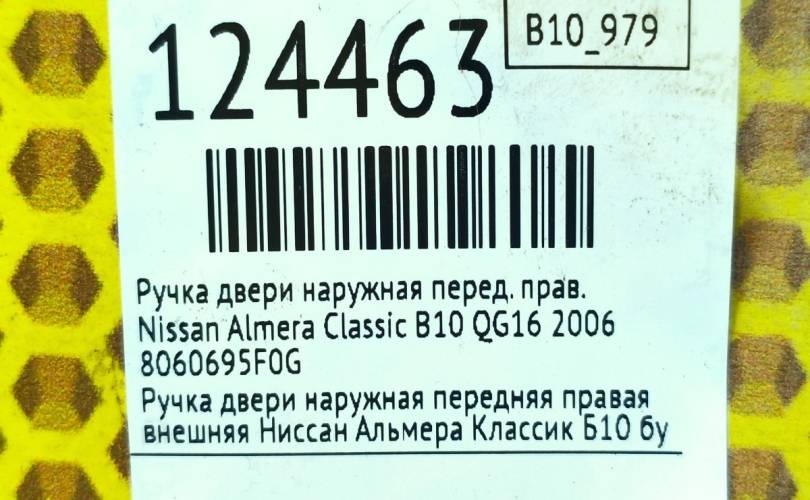 124463
B10_979
Ручка двери наружная перед. прав.
Nissan Almera Classic B10 QG16 2006
8060695F0G
Ручка двери наружная передняя правая
внешняя Ниссан Альмера Классик Б10 бу